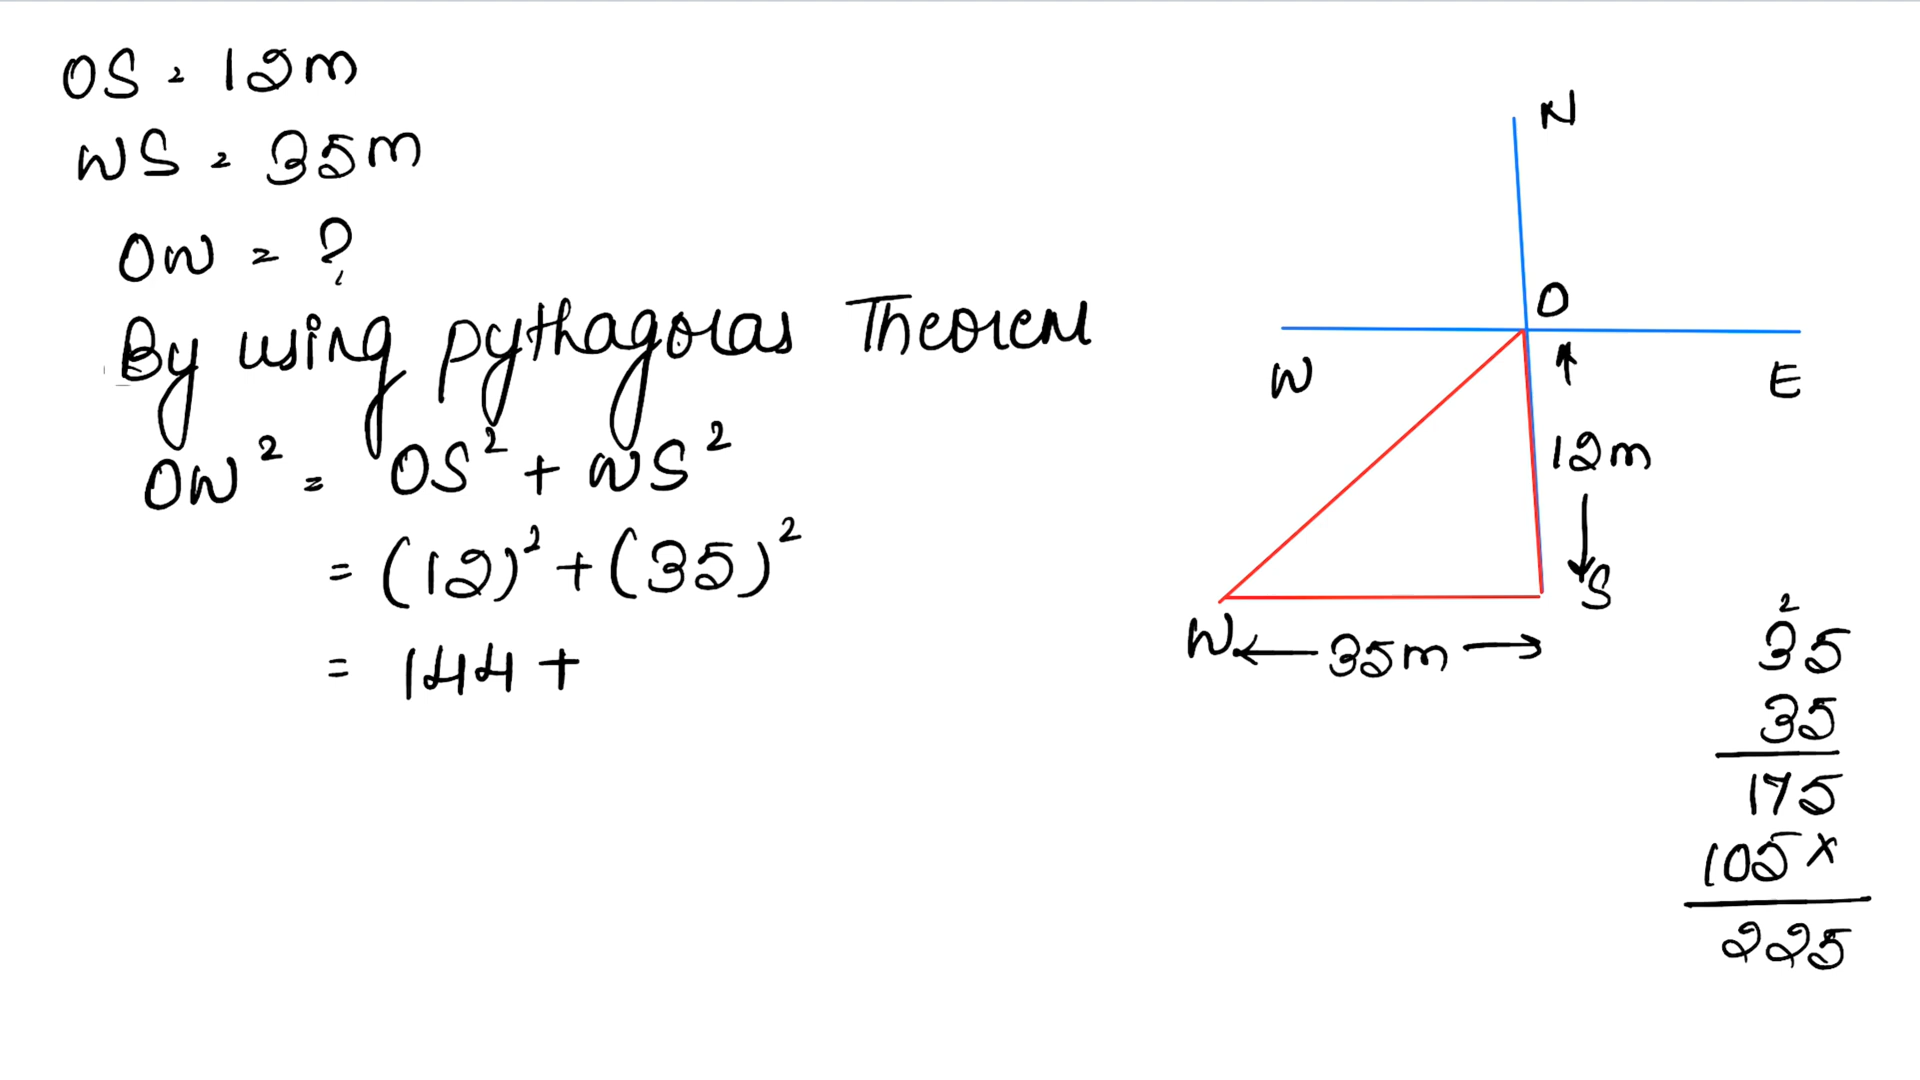 OS = 12m
WS = 35m
OW = ?
By using pythagoras Theorem
OW² = OS² + WS²
= (12)² + (35)²
= 144 +
N
O
W
E
12m
S
W
35m
2
35
35
175
105×
225